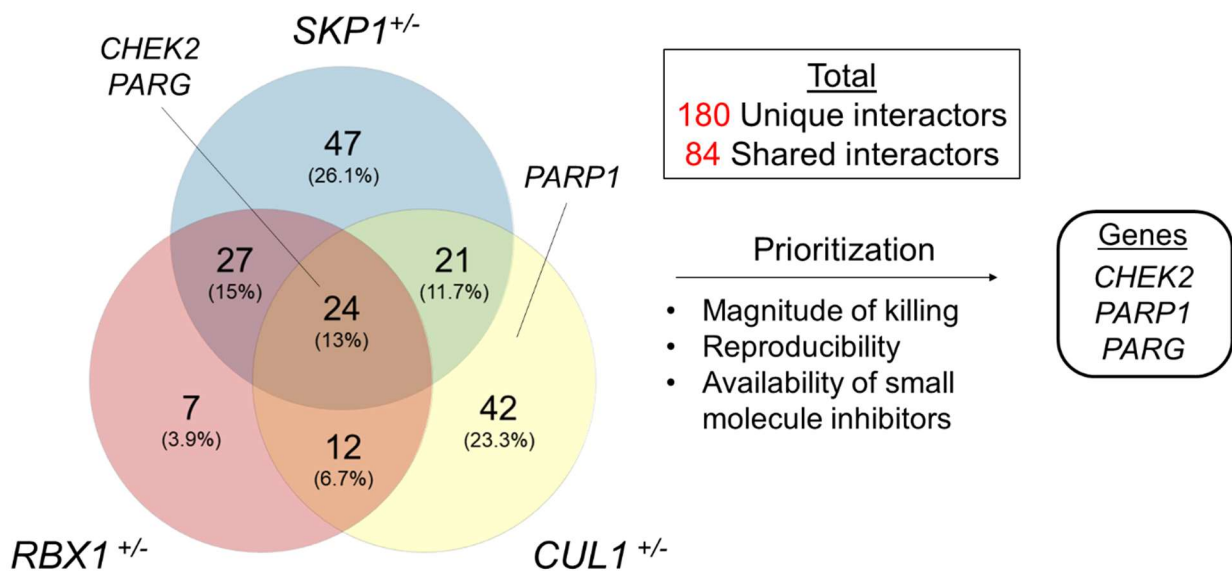 SKP1+/-
CHEK2
PARG
47
(26.1%)
PARP1
27
(15%)
21
(11.7%)
24
(13%)
7
(3.9%)
12
(6.7%)
42
(23.3%)
RBX1 +/-
CUL1 +/-
Total
180 Unique interactors
84 Shared interactors
Prioritization
• Magnitude of killing
• Reproducibility
• Availability of small
molecule inhibitors
Genes
CHEK2
PARP1
PARG